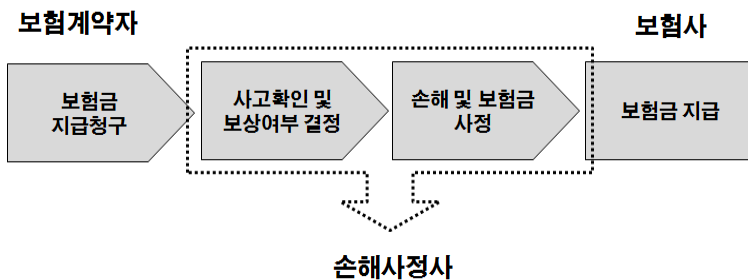 보험계약자
보험사
보험금
지급청구
사고확인 및
보상여부 결정
손해 및 보험금
사정
보험금 지급
손해사정사